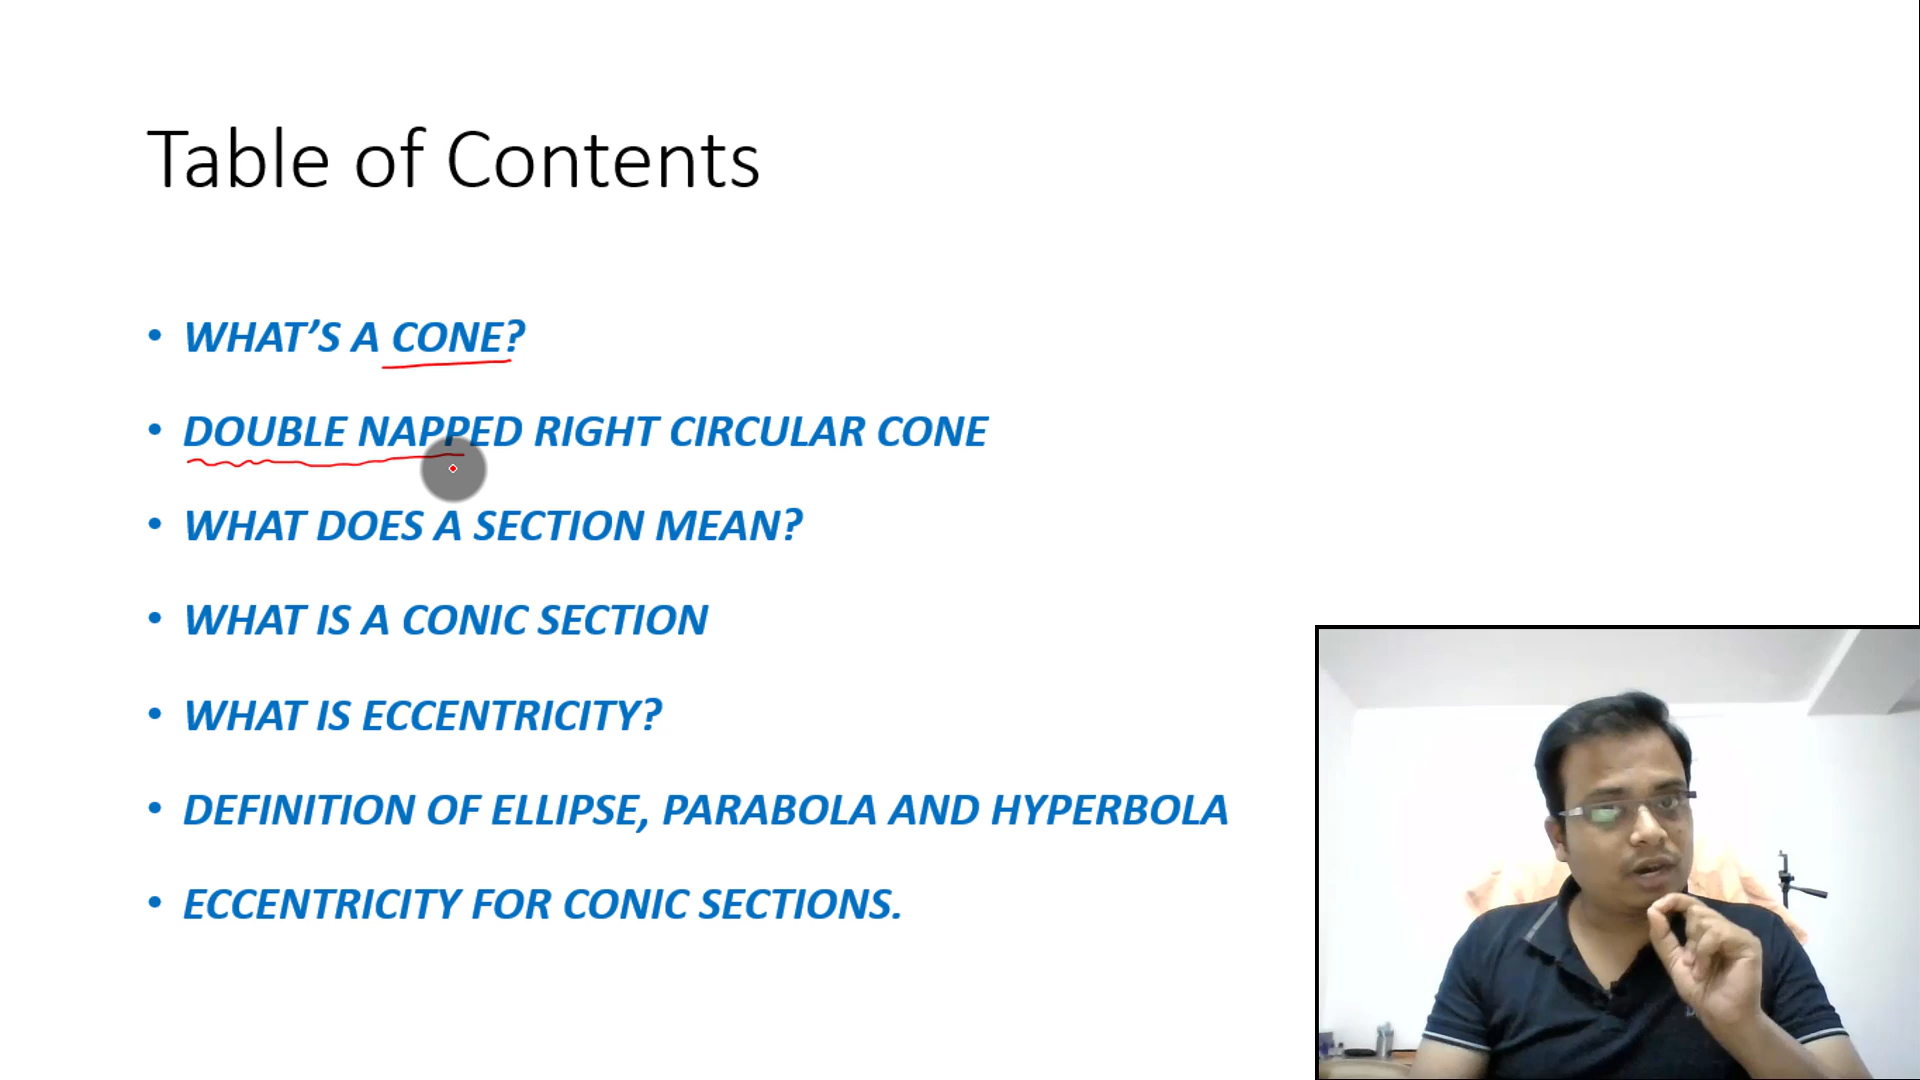 Table of Contents
• WHAT’S A CONE?
• DOUBLE NAPPED RIGHT CIRCULAR CONE
• WHAT DOES A SECTION MEAN?
• WHAT IS A CONIC SECTION
• WHAT IS ECCENTRICITY?
• DEFINITION OF ELLIPSE, PARABOLA AND HYPERBOLA
• ECCENTRICITY FOR CONIC SECTIONS.